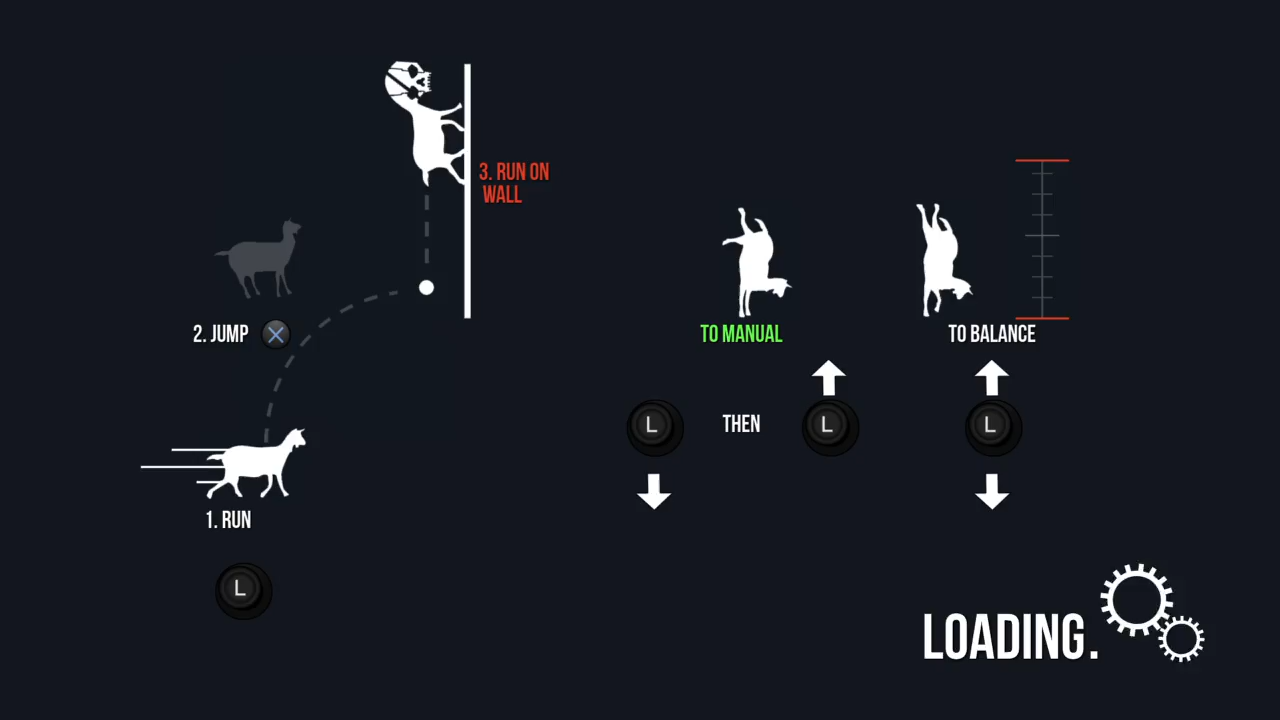 3. RUN ON
WALL
2. JUMP
1. RUN
L
TO MANUAL
TO BALANCE
L THEN L L
LOADING.